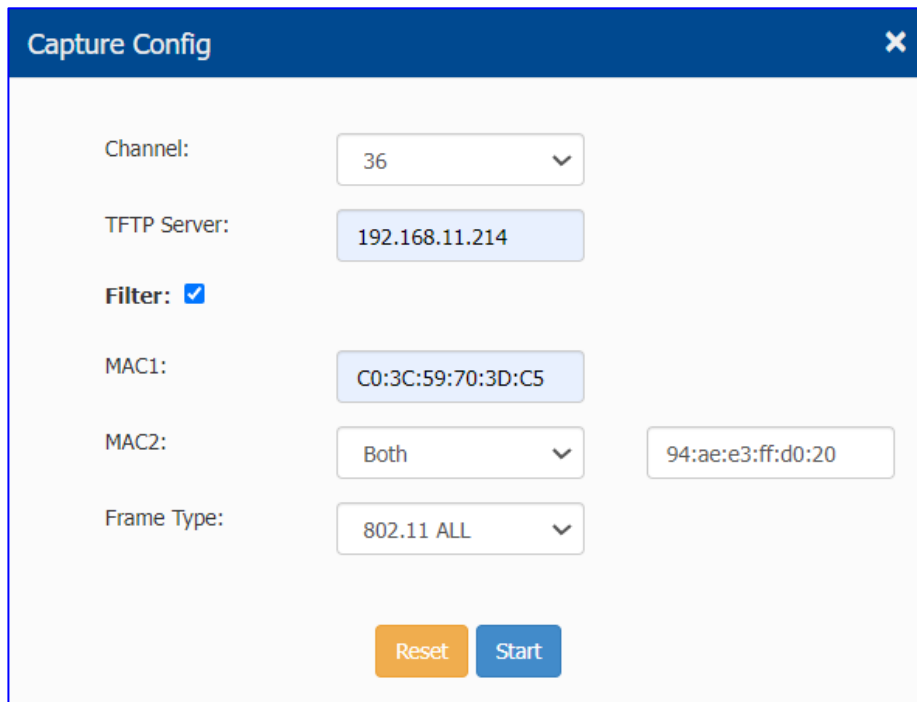 Capture Config
Channel: 36
TFTP Server: 192.168.11.214
Filter:
MAC1: C0:3C:59:70:3D:C5
MAC2: Both 94:ae:e3:ff:d0:20
Frame Type: 802.11 ALL
Reset Start